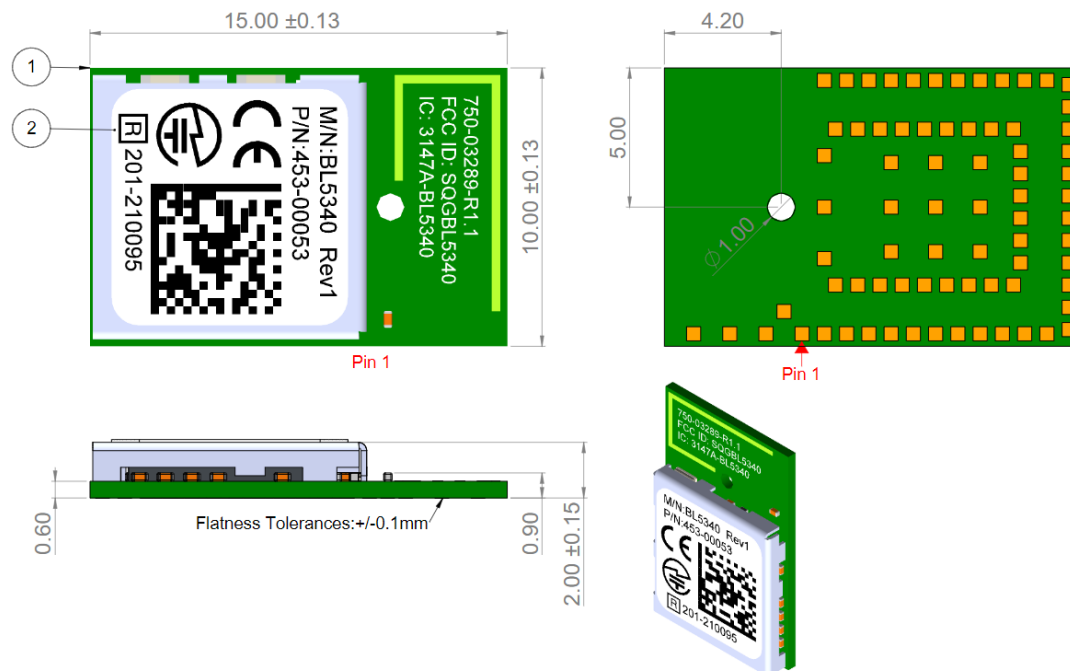 15.00 ±0.13
4.20
1
2
M/N:BL5340 Rev1
P/N:453-00053
CE
R 201-210095
750-03289-R1.1
FCC ID: SQGBL5340
IC: 3147A-BL5340
10.00 ±0.13
5.00
Ø1.00
Pin 1
Pin 1
0.60
Flatness Tolerances:+/-0.1mm
0.90
2.00 ±0.15
750-03289-R1.1
FCC ID: SQGBL5340
IC: 3147A-BL5340
M/N:BL5340 Rev1
P/N:453-00053
CE
R 201-210095